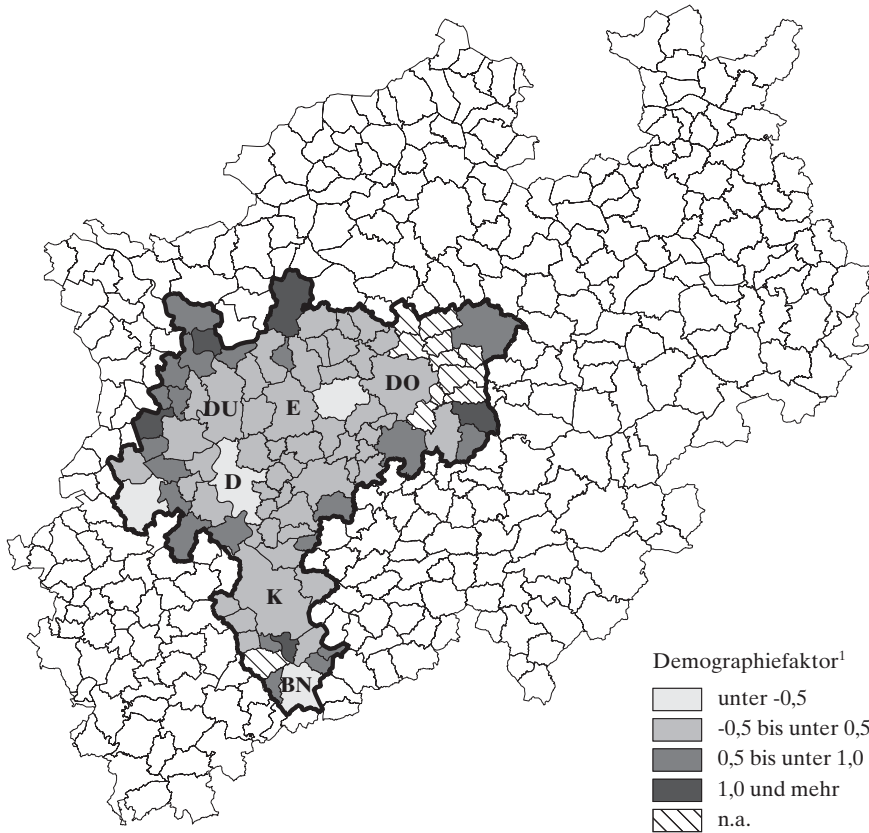 DO
DU
E
D
K
BN
Demographiefaktor¹
unter -0,5
-0,5 bis unter 0,5
0,5 bis unter 1,0
1,0 und mehr
n.a.